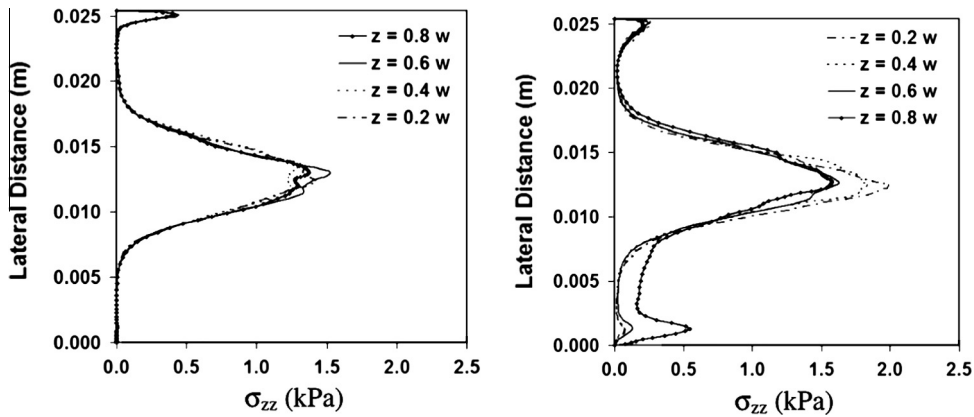 Lateral Distance (m)
0.025
0.020
0.015
0.010
0.005
0.000
z = 0.8 w
z = 0.6 w
z = 0.4 w
z = 0.2 w
0.0 0.5 1.0 1.5 2.0 2.5
σzz (kPa)
Lateral Distance (m)
0.025
0.020
0.015
0.010
0.005
0.000
z = 0.2 w
z = 0.4 w
z = 0.6 w
z = 0.8 w
0.0 0.5 1.0 1.5 2.0 2.5
σzz (kPa)